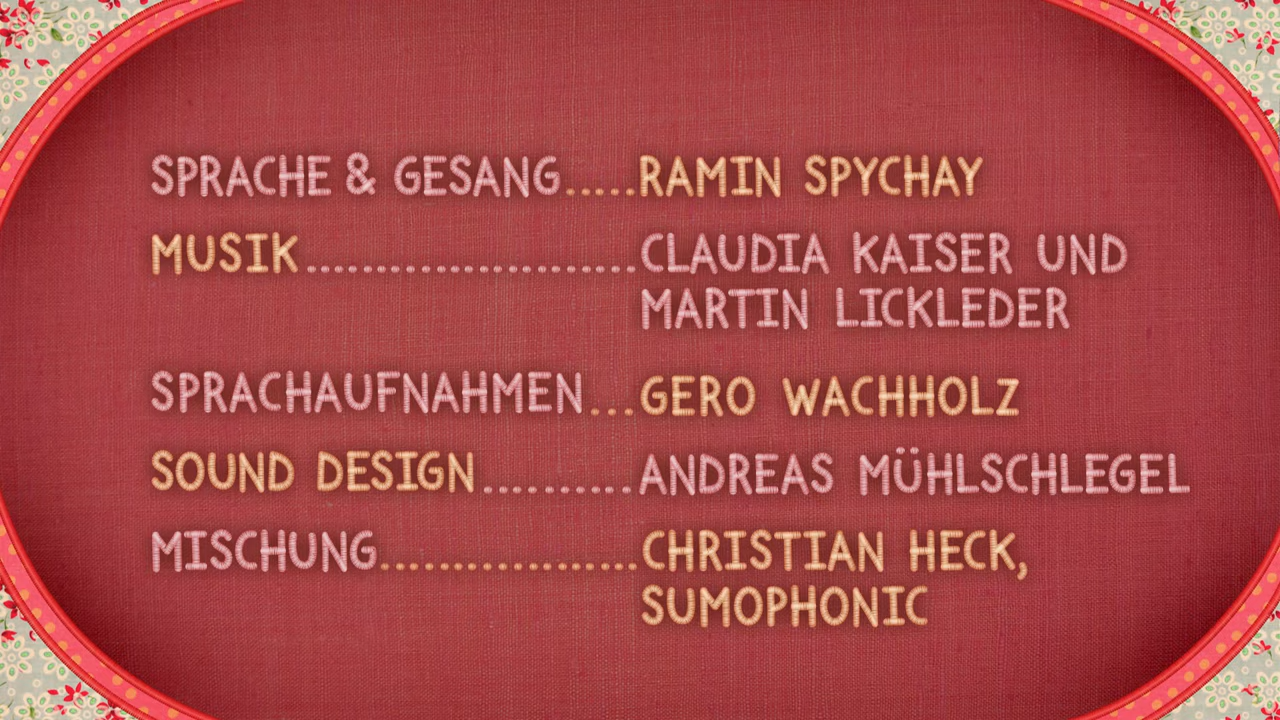 SPRACHE & GESANG.....RAMIN SPYCHAY
MUSIK........................CLAUDIA KAISER UND
MARTIN LICKLEDER
SPRACHAUFNAHMEN...GERO WACHHOLZ
SOUND DESIGN..........ANDREAS MÜHLSCHLEGEL
MISCHUNG..................CHRISTIAN HECK,
SUMOPHONIC